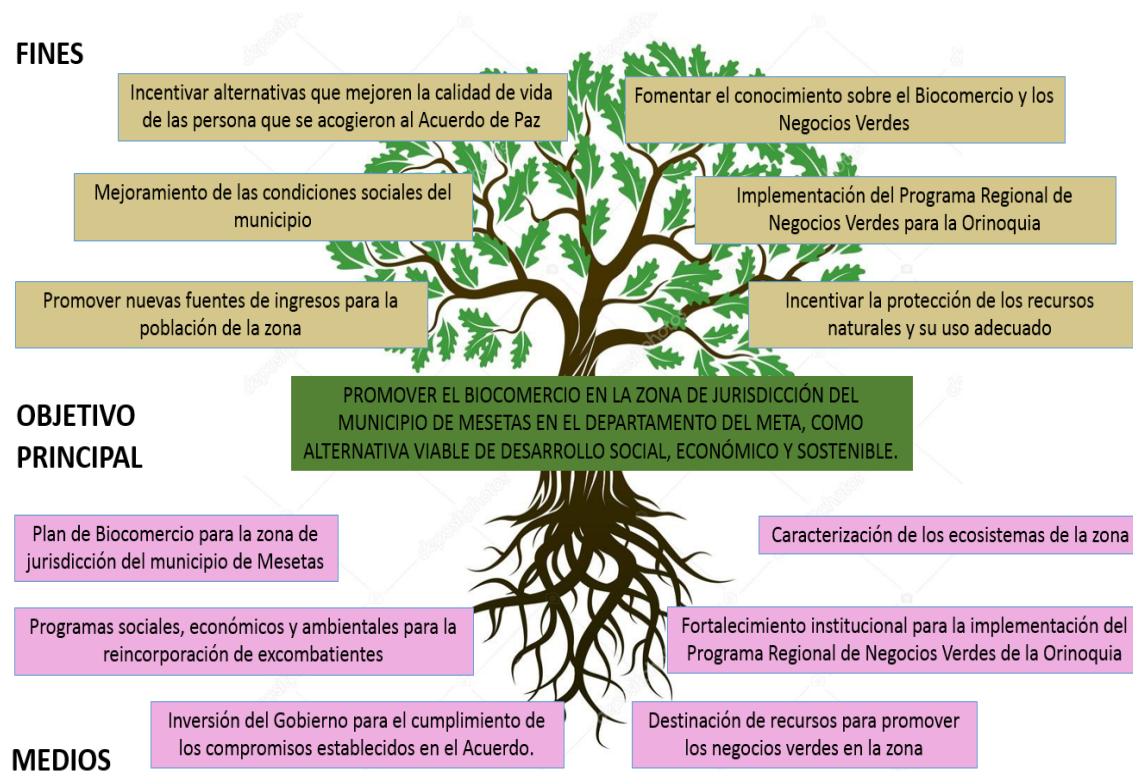 FINES
Incentivar alternativas que mejoren la calidad de vida
de las persona que se acogieron al Acuerdo de Paz
Fomentar el conocimiento sobre el Biocomercio y los
Negocios Verdes
Mejoramiento de las condiciones sociales del
municipio
Implementación del Programa Regional de
Negocios Verdes para la Orinoquia
Promover nuevas fuentes de ingresos para la
población de la zona
Incentivar la protección de los recursos
naturales y su uso adecuado
OBJETIVO
PRINCIPAL
PROMOVER EL BIOCOMERCIO EN LA ZONA DE JURISDICCIÓN DEL
MUNICIPIO DE MESETAS EN EL DEPARTAMENTO DEL META, COMO
ALTERNATIVA VIABLE DE DESARROLLO SOCIAL, ECONÓMICO Y SOSTENIBLE.
Plan de Biocomercio para la zona de
jurisdicción del municipio de Mesetas
Caracterización de los ecosistemas de la zona
Programas sociales, económicos y ambientales para la
reincorporación de excombatientes
Fortalecimiento institucional para la implementación del
Programa Regional de Negocios Verdes de la Orinoquia
Inversión del Gobierno para el cumplimiento de
los compromisos establecidos en el Acuerdo.
Destinación de recursos para promover
los negocios verdes en la zona
MEDIOS